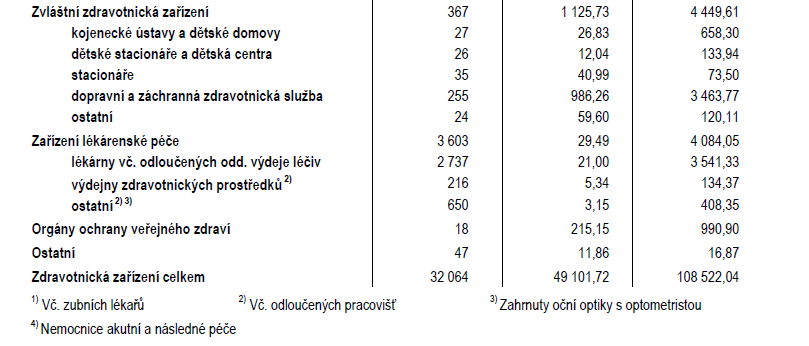 Zvláštní zdravotnická zařízení 367 1 125,73 4 449,61
kojenecké ústavy a dětské domovy 27 26,83 658,30
dětské stacionáře a dětská centra 26 12,04 133,94
stacionáře 35 40,99 73,50
dopravní a záchranná zdravotnická služba 255 986,26 3 463,77
ostatní 24 59,60 120,11
Zařízení lékárenské péče 3 603 29,49 4 084,05
lékárny vč. odloučených odd. výdeje léčiv 2 737 21,00 3 541,33
výdejny zdravotnických prostředků 2) 216 5,34 134,37
ostatní 2) 3) 650 3,15 408,35
Orgány ochrany veřejného zdraví 18 215,15 990,90
Ostatní 47 11,86 16,87
Zdravotnická zařízení celkem 32 064 49 101,72 108 522,04
1) Vč. zubních lékařů 2) Vč. odloučených pracovišť 3) Zahrnuty oční optiky s optometristou
4) Nemocnice akutní a následné péče